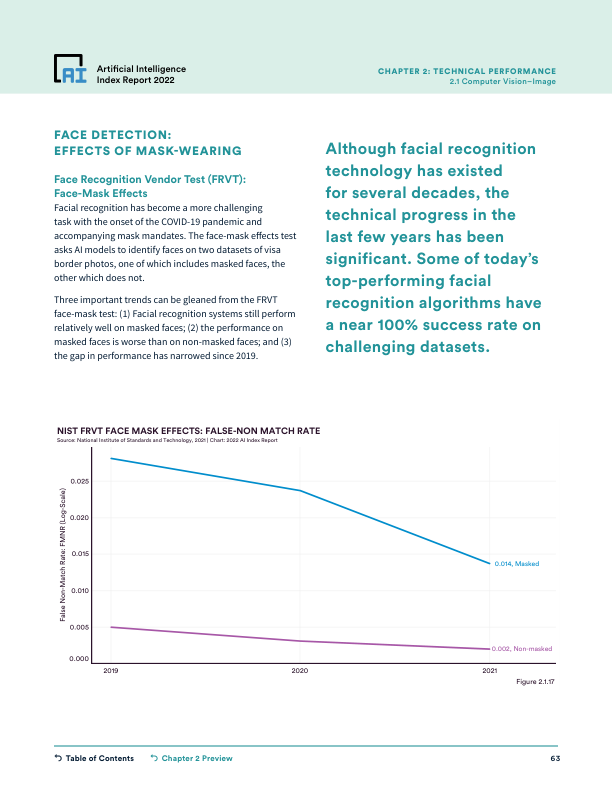 AI
Artificial Intelligence
Index Report 2022
CHAPTER 2: TECHNICAL PERFORMANCE
2.1 Computer Vision—Image
FACE DETECTION:
EFFECTS OF MASK-WEARING
Face Recognition Vendor Test (FRVT):
Face-Mask Effects
Facial recognition has become a more challenging
task with the onset of the COVID-19 pandemic and
accompanying mask mandates. The face-mask effects test
asks AI models to identify faces on two datasets of visa
border photos, one of which includes masked faces, the
other which does not.
Three important trends can be gleaned from the FRVT
face-mask test: (1) Facial recognition systems still perform
relatively well on masked faces; (2) the performance on
masked faces is worse than on non-masked faces; and (3)
the gap in performance has narrowed since 2019.
Although facial recognition
technology has existed
for several decades, the
technical progress in the
last few years has been
significant. Some of today’s
top-performing facial
recognition algorithms have
a near 100% success rate on
challenging datasets.
NIST FRVT FACE MASK EFFECTS: FALSE-NON MATCH RATE
Source: National Institute of Standards and Technology, 2021 | Chart: 2022 AI Index Report
False Non-Match Rate: FMNR (Log-Scale)
0.025
0.020
0.015
0.010
0.005
0.000
0.014, Masked
0.002, Non-masked
2019
2020
2021
Figure 2.1.17
Table of Contents
Chapter 2 Preview
63